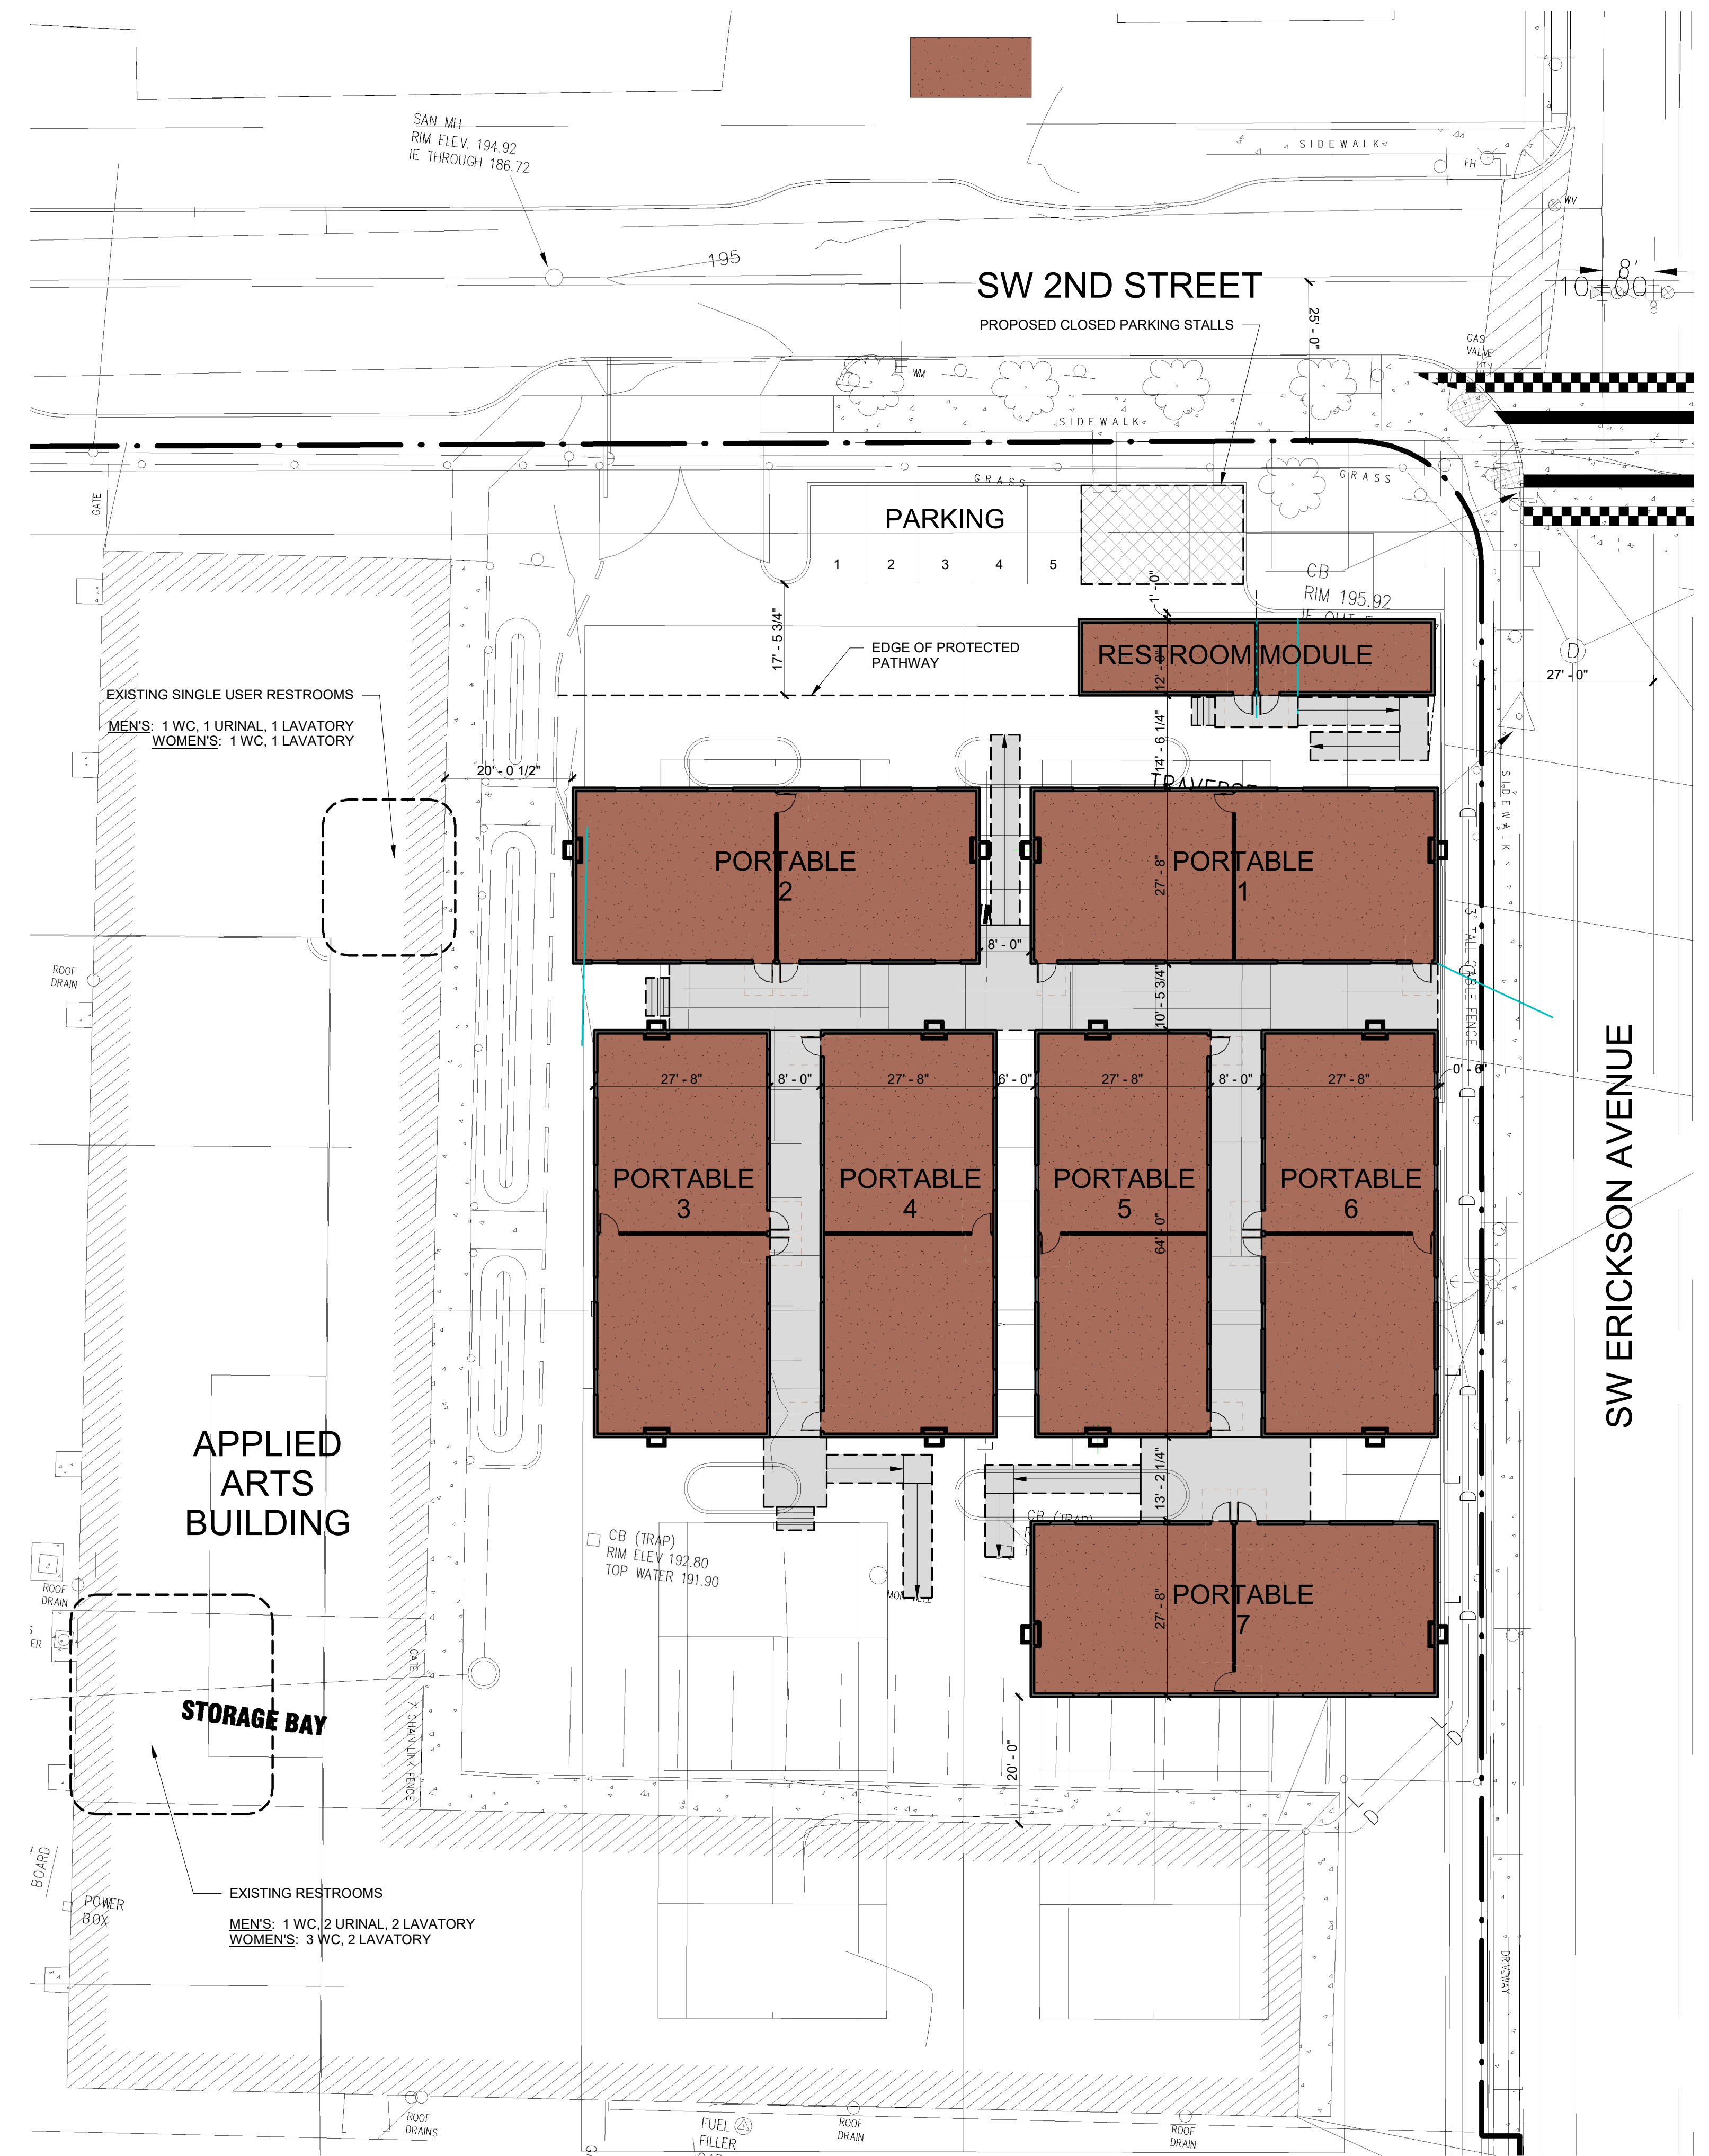 SAN MH
RIM ELEV. 194.92
IE THROUGH 186.72
SIDEWALK
FH
WV
195
SW 2ND STREET
PROPOSED CLOSED PARKING STALLS
25' - 0"
8'
10+00
GAS
VALVE
WM
SIDEWALK
GRASS
GRASS
GATE
PARKING
1
2
3
4
5
CB
RIM 195.92
1' - 0"
17' - 5 3/4"
EDGE OF PROTECTED
PATHWAY
RESTROOM MODULE
12' - 0"
D
27' - 0"
EXISTING SINGLE USER RESTROOMS
MEN'S: 1 WC, 1 URINAL, 1 LAVATORY
WOMEN'S: 1 WC, 1 LAVATORY
14' - 6 1/4"
20' - 0 1/2"
TRAVERSE
SIDEWALK
D
PORTABLE
2
PORTABLE
1
27' - 8"
8' - 0"
3' TALL CABLE FENCE
D
ROOF
DRAIN
10' - 5 3/4"
27' - 8"
8' - 0"
27' - 8"
6' - 0"
27' - 8"
8' - 0"
27' - 8"
0' - 6"
D
SW ERICKSON AVENUE
PORTABLE
3
PORTABLE
4
PORTABLE
5
PORTABLE
6
64' - 0"
D
D
APPLIED
ARTS
BUILDING
13' - 2 1/4"
D
CB (TRAP)
RIM ELEV 192.80
TOP WATER 191.90
CB (TRAP)
ROOF
DRAIN
PORTABLE
7
27' - 8"
D
GATE
7' CHAIN LINK FENCE
STORAGE BAY
20' - 0"
L
D
L
D
BOARD
POWER
BOX
EXISTING RESTROOMS
MEN'S: 1 WC, 2 URINAL, 2 LAVATORY
WOMEN'S: 3 WC, 2 LAVATORY
DRIVEWAY
ROOF
DRAINS
FUEL
FILLER
ROOF
DRAIN
ROOF
DRAIN